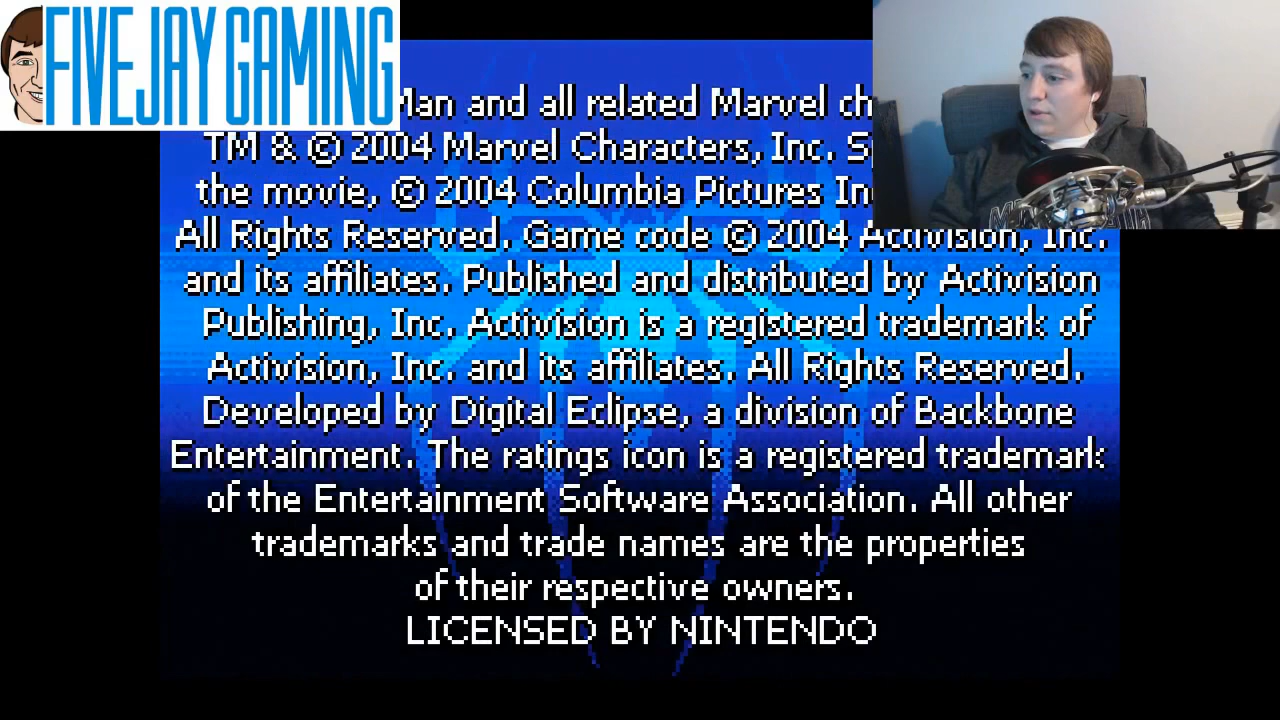 FIVE JAY GAMING
Man and all related Marvel ch
TM & © 2004 Marvel Characters, Inc.
the movie, © 2004 Columbia Pictures
All Rights Reserved. Game code © 2004 Activision, Inc.
and its affiliates. Published and distributed by Activision
Publishing, Inc. Activision is a registered trademark of
Activision, Inc. and its affiliates. All Rights Reserved.
Developed by Digital Eclipse, a division of Backbone
Entertainment. The ratings icon is a registered trademark
of the Entertainment Software Association. All other
trademarks and trade names are the properties
of their respective owners.
LICENSED BY NINTENDO